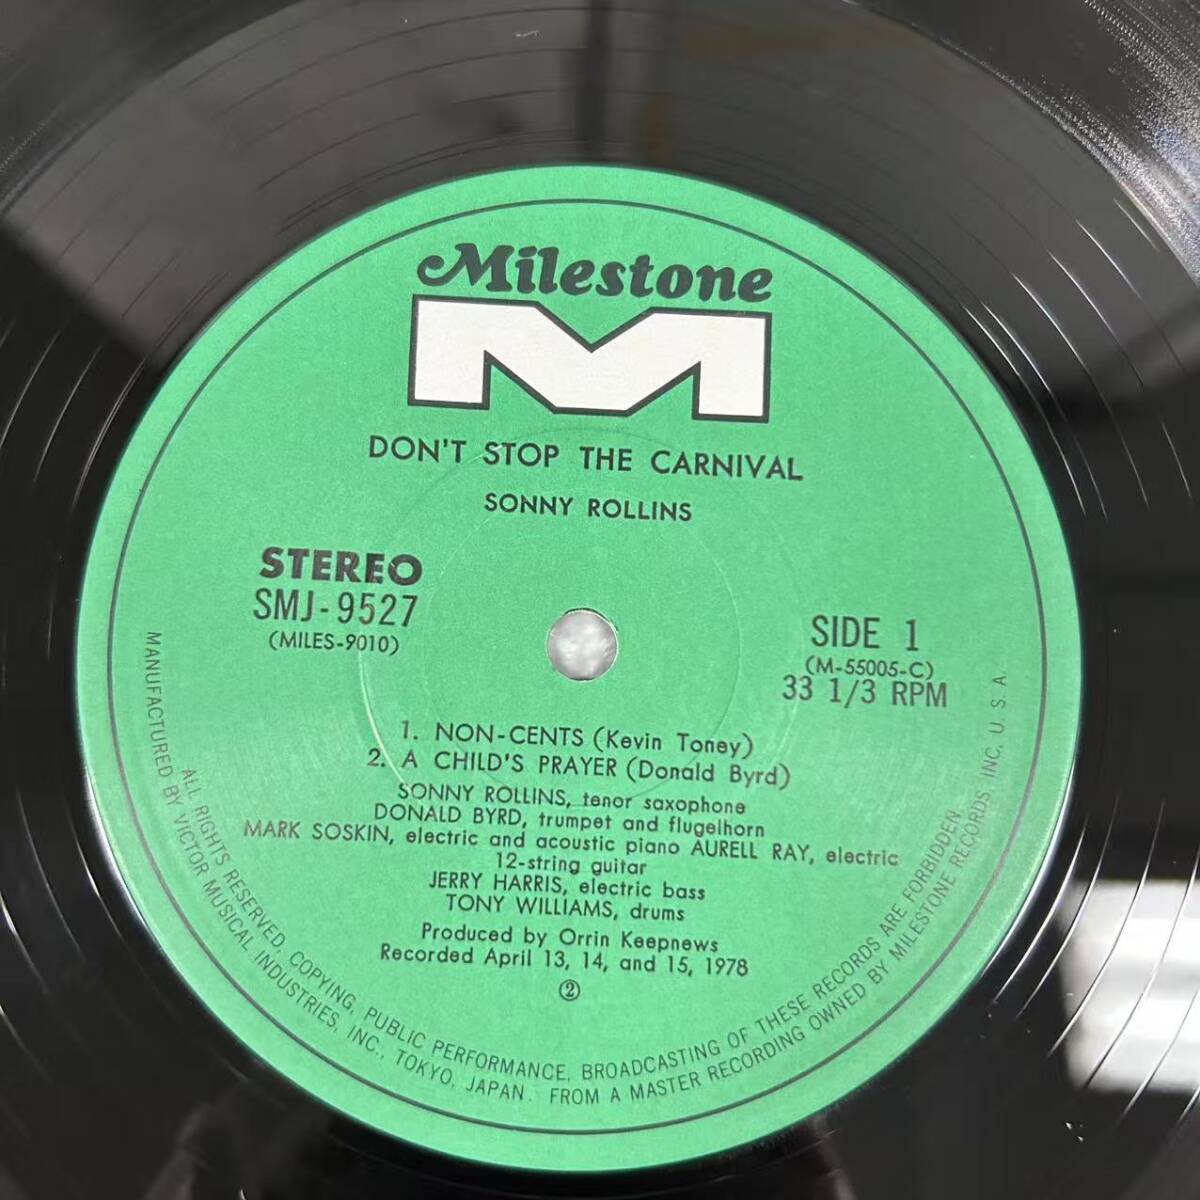 Milestone
DON'T STOP THE CARNIVAL
SONNY ROLLINS
STEREO
SMJ-9527
(MILES-9010)
SIDE 1
(M-55005-C)
33 1/3 RPM
1. NON-CENTS (Kevin Toney)
2. A CHILD'S PRAYER (Donald Byrd)
SONNY ROLLINS, tenor saxophone
DONALD BYRD, trumpet and flugelhorn
MARK SOSKIN, electric and acoustic piano AURELL RAY, electric
12-string guitar
JERRY HARRIS, electric bass
TONY WILLIAMS, drums
Produced by Orrin Keepnews
Recorded April 13, 14, and 15, 1978
②
ALL RIGHTS RESERVED, COPYING, PUBLIC PERFORMANCE, BROADCASTING OF THESE RECORDS ARE FORBIDDEN.
MANUFACTURED BY VICTOR MUSICAL INDUSTRIES, INC., TOKYO, JAPAN. FROM A MASTER RECORDING OWNED BY MILESTONE RECORDS, INC. U.S.A.